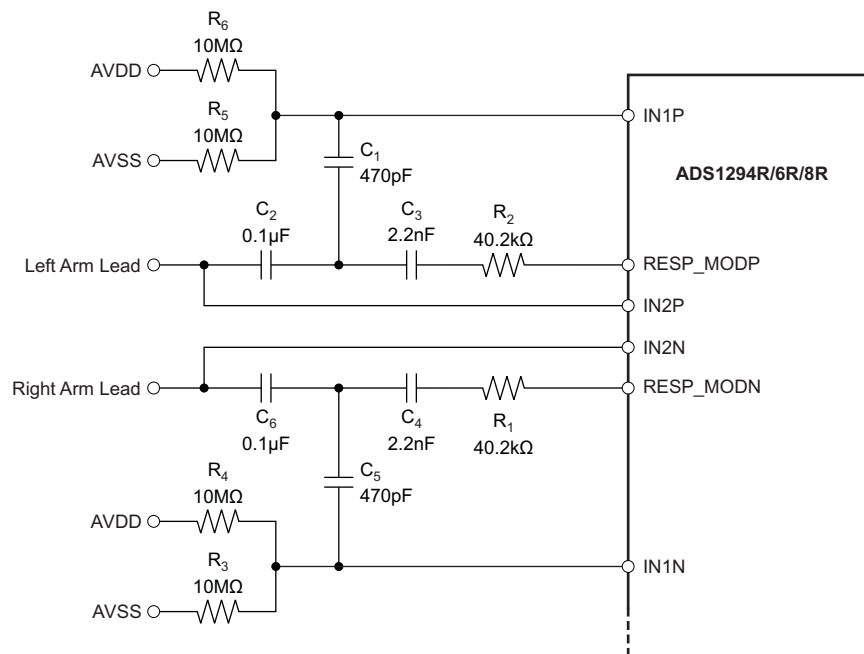 R6
10MΩ
AVDD
R5
10MΩ
AVSS
IN1P
C1
470pF
ADS1294R/6R/8R
C2
0.1µF
C3
2.2nF
R2
40.2kΩ
Left Arm Lead
RESP_MODP
IN2P
IN2N
Right Arm Lead
RESP_MODN
C6
0.1µF
C4
2.2nF
R1
40.2kΩ
C5
470pF
R4
10MΩ
AVDD
R3
10MΩ
AVSS
IN1N